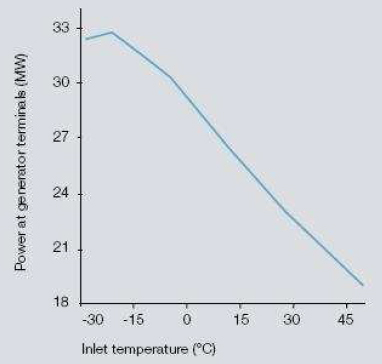 Power at generator terminals (MW)
33
30
27
24
21
18
-30 -15 0 15 30 45
Inlet temperature (°C)